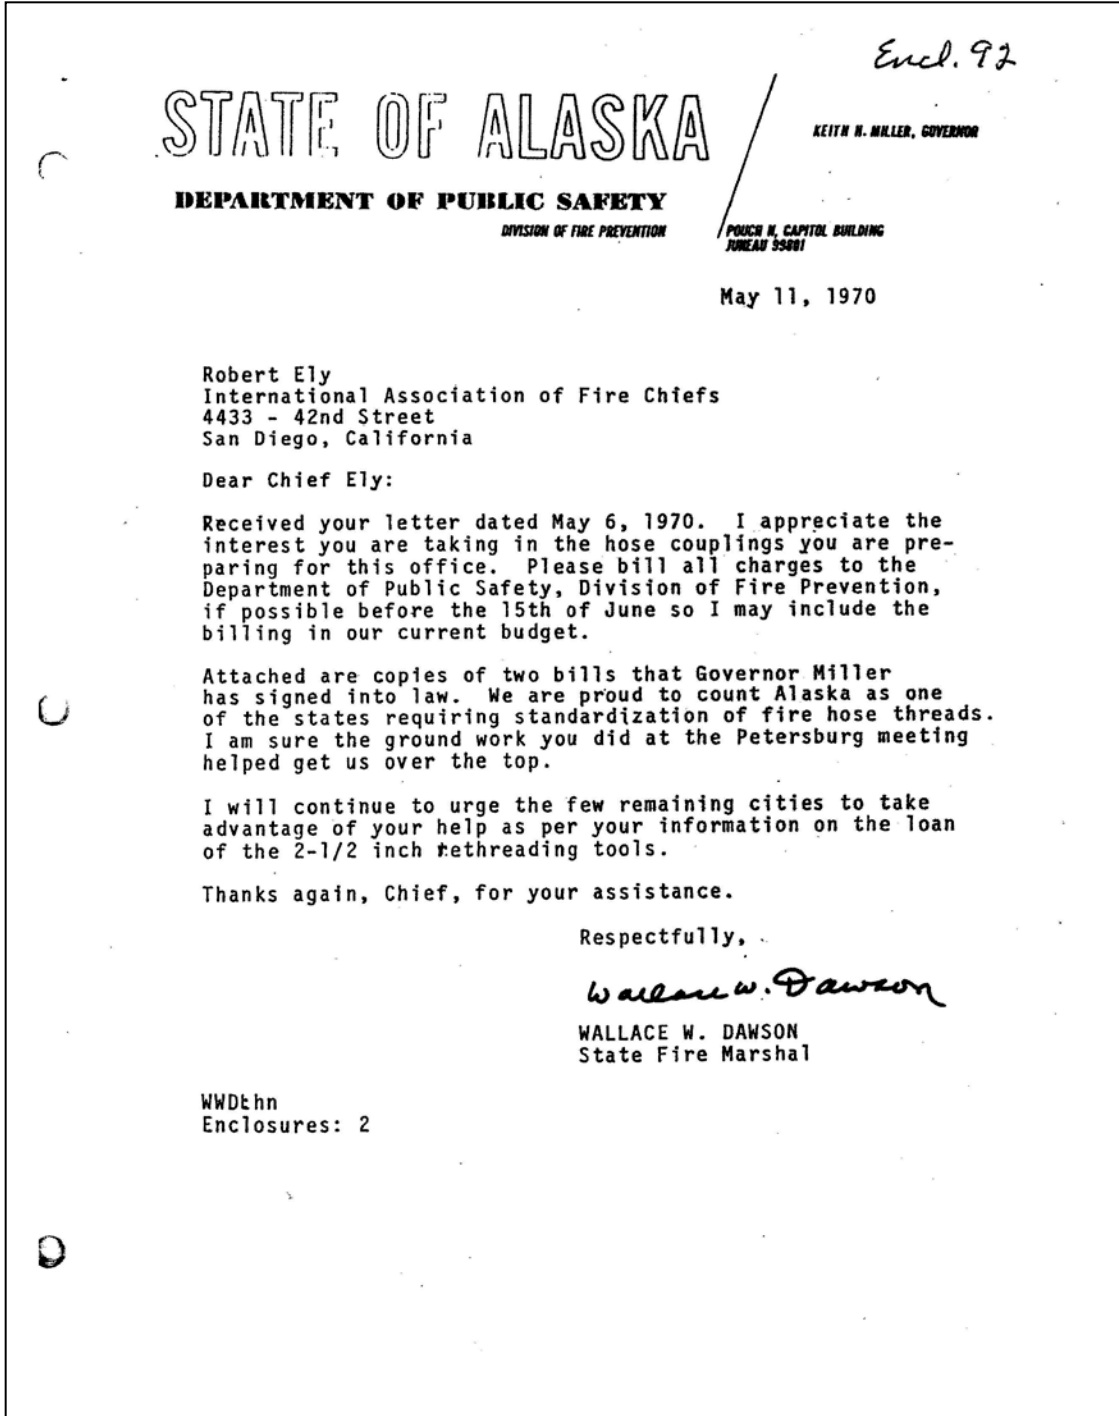 Encl. 92
STATE OF ALASKA
KEITH H. MILLER, GOVERNOR
DEPARTMENT OF PUBLIC SAFETY
DIVISION OF FIRE PREVENTION
POUCH N, CAPITOL BUILDING
JUNEAU 99801
May 11, 1970
Robert Ely
International Association of Fire Chiefs
4433 - 42nd Street
San Diego, California
Dear Chief Ely:
Received your letter dated May 6, 1970. I appreciate the
interest you are taking in the hose couplings you are pre-
paring for this office. Please bill all charges to the
Department of Public Safety, Division of Fire Prevention,
if possible before the 15th of June so I may include the
billing in our current budget.
Attached are copies of two bills that Governor Miller
has signed into law. We are proud to count Alaska as one
of the states requiring standardization of fire hose threads.
I am sure the ground work you did at the Petersburg meeting
helped get us over the top.
I will continue to urge the few remaining cities to take
advantage of your help as per your information on the loan
of the 2-1/2 inch rethreading tools.
Thanks again, Chief, for your assistance.
Respectfully,
Wallace W. Dawson
WALLACE W. DAWSON
State Fire Marshal
WWD:hn
Enclosures: 2